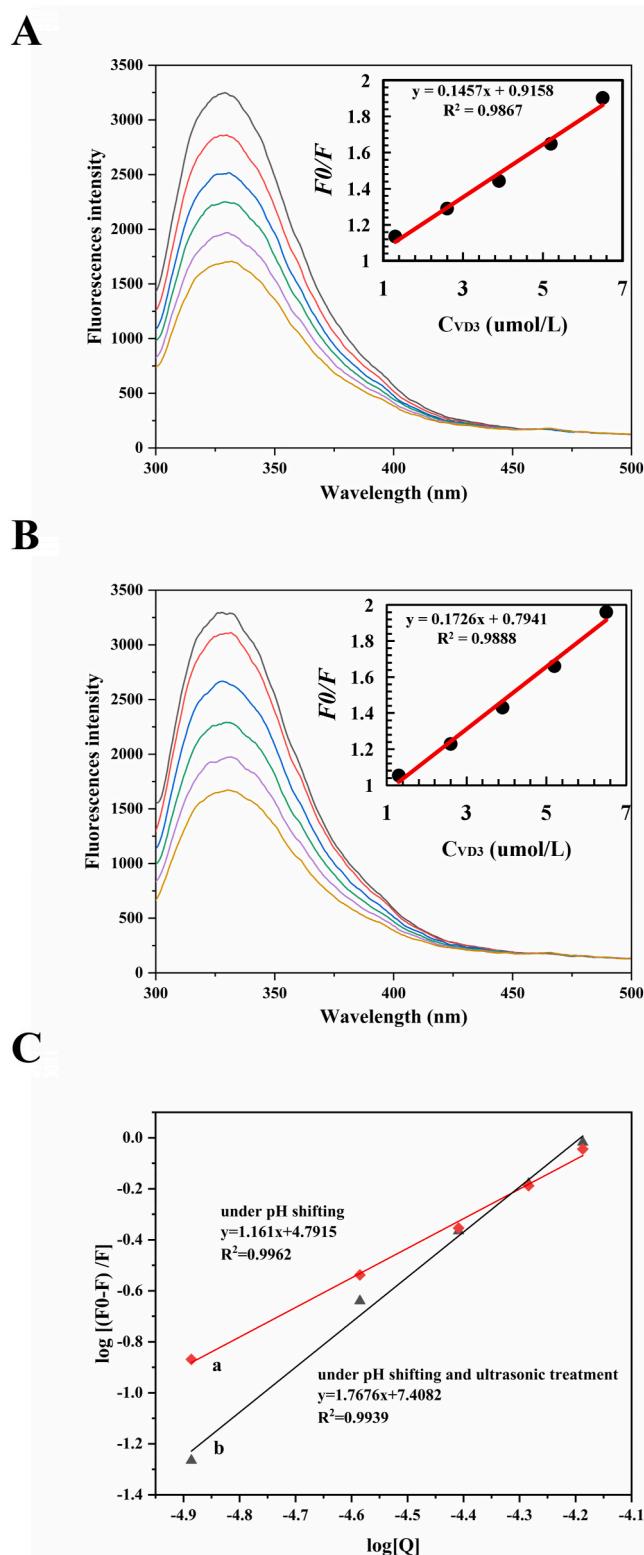 A
3500
3000
2500
2000
1500
1000
500
0
Fluorescences intensity
300
350
400
450
500
Wavelength (nm)
y = 0.1457x + 0.9158
R² = 0.9867
2
1.8
1.6
1.4
1.2
1
F0/F
1
3
5
7
CVD3 (umol/L)
B
3500
3000
2500
2000
1500
1000
500
0
Fluorescences intensity
300
350
400
450
500
Wavelength (nm)
y = 0.1726x + 0.7941
R² = 0.9888
2
1.8
1.6
1.4
1.2
1
F0/F
1
3
5
7
CVD3 (umol/L)
C
0.0
-0.2
-0.4
-0.6
-0.8
-1.0
-1.2
-1.4
log [(F0-F) /F]
under pH shifting
y=1.161x+4.7915
R²=0.9962
a
under pH shifting and ultrasonic treatment
y=1.7676x+7.4082
R²=0.9939
b
-4.9
-4.8
-4.7
-4.6
-4.5
-4.4
-4.3
-4.2
-4.1
log[Q]